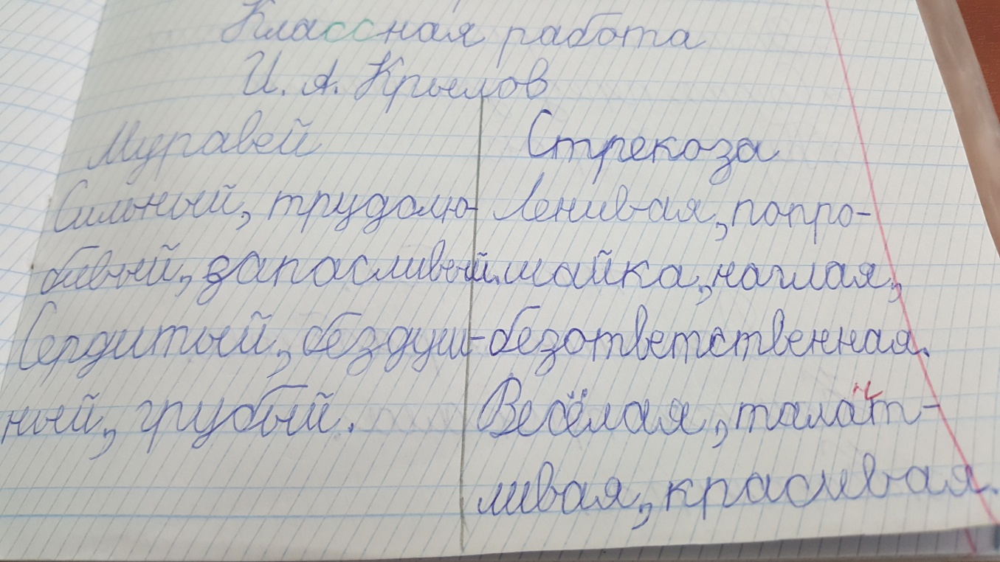 Классная работа
И. А. Крылов
Муравей
Сильный, трудолю-
бивый, запасливый.
Сердитый, бездуш-
ный, грубый.
Стрекоза
Ленивая, попро-
шайка, наглая,
безответственная.
Весёлая, талант-
ливая, красивая.